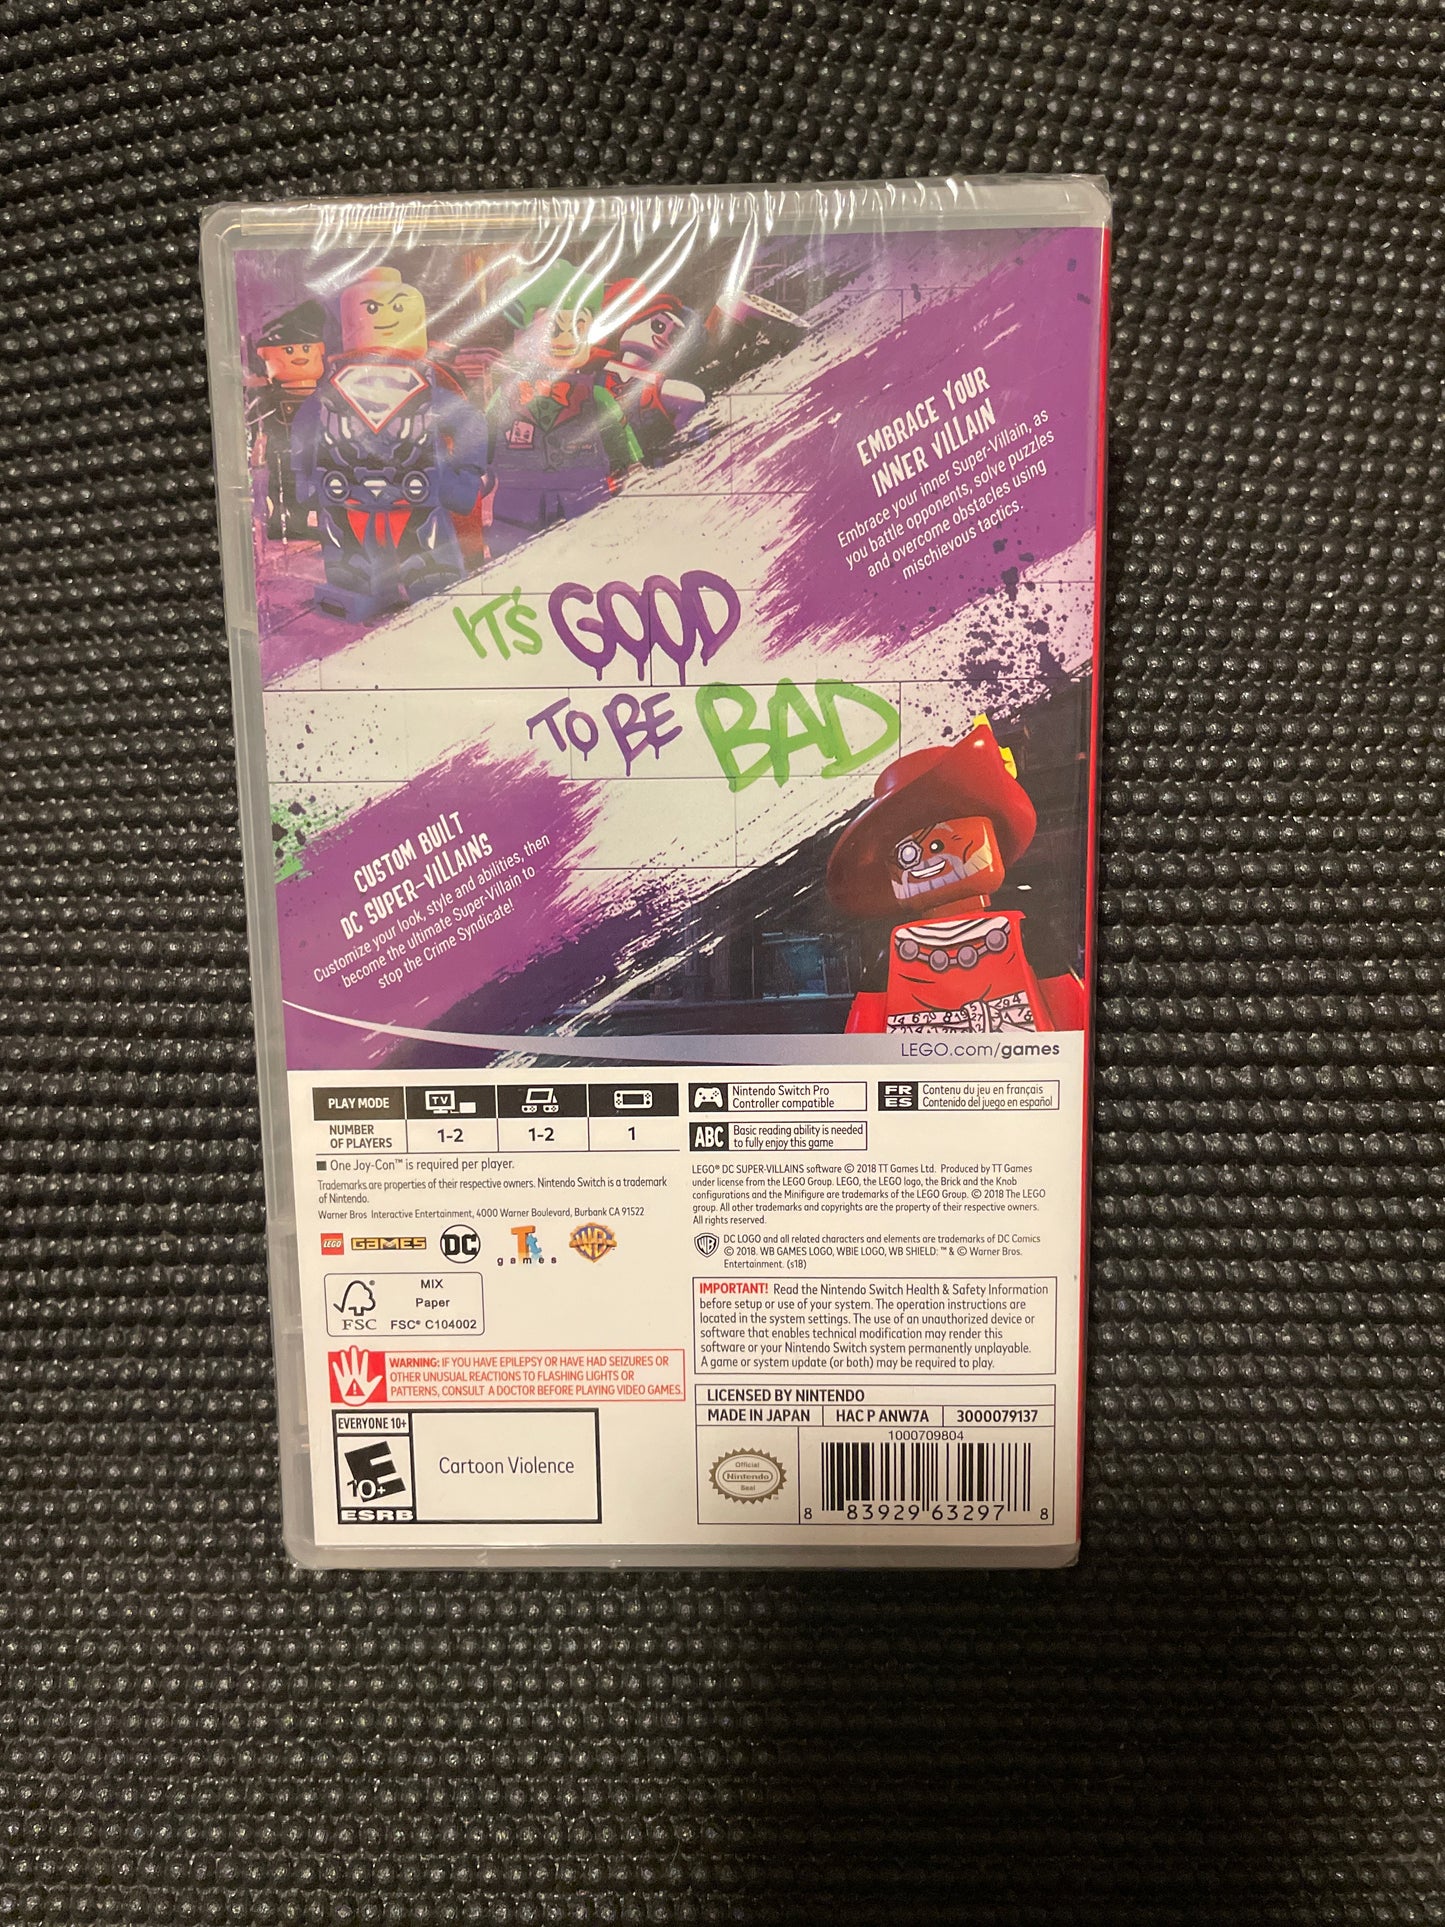 EMBRACE YOUR
INNER VILLAIN
Embrace your inner Super-Villain, as
you battle opponents, solve puzzles
and overcome obstacles using
mischievous tactics.
IT'S GOOD
TO BE BAD
CUSTOM BUILT
DC SUPER-VILLAINS
Customize your look, style and abilities, then
become the ultimate Super-Villain to
stop the Crime Syndicate!
LEGO.com/games
PLAY MODE
TV
NUMBER
OF PLAYERS
1-2
1-2
1
One Joy-Con™ is required per player.
Trademarks are properties of their respective owners. Nintendo Switch is a trademark
of Nintendo.
Warner Bros Interactive Entertainment, 4000 Warner Boulevard, Burbank CA 91522
LEGO GAMES DC Tt games WB
MIX
Paper
FSC FSC® C104002
WARNING: IF YOU HAVE EPILEPSY OR HAVE HAD SEIZURES OR
OTHER UNUSUAL REACTIONS TO FLASHING LIGHTS OR
PATTERNS, CONSULT A DOCTOR BEFORE PLAYING VIDEO GAMES.
EVERYONE 10+
E
10+
ESRB
Cartoon Violence
Nintendo Switch Pro
Controller compatible
FR
ES
Contenu du jeu en français
Contenido del juego en español
ABC
Basic reading ability is needed
to fully enjoy this game
LEGO® DC SUPER-VILLAINS software © 2018 TT Games Ltd. Produced by TT Games
under license from the LEGO Group. LEGO, the LEGO logo, the Brick and the Knob
configurations and the Minifigure are trademarks of the LEGO Group. © 2018 The LEGO
group. All other trademarks and copyrights are the property of their respective owners.
All rights reserved.
WB
DC LOGO and all related characters and elements are trademarks of DC Comics
© 2018. WB GAMES LOGO, WBIE LOGO, WB SHIELD: ™ & © Warner Bros.
Entertainment. (s18)
IMPORTANT! Read the Nintendo Switch Health & Safety Information
before setup or use of your system. The operation instructions are
located in the system settings. The use of an unauthorized device or
software that enables technical modification may render this
software or your Nintendo Switch system permanently unplayable.
A game or system update (or both) may be required to play.
LICENSED BY NINTENDO
MADE IN JAPAN
HAC P ANW7A
3000079137
1000709804
Official
Nintendo
Seal
8 83929 63297 8